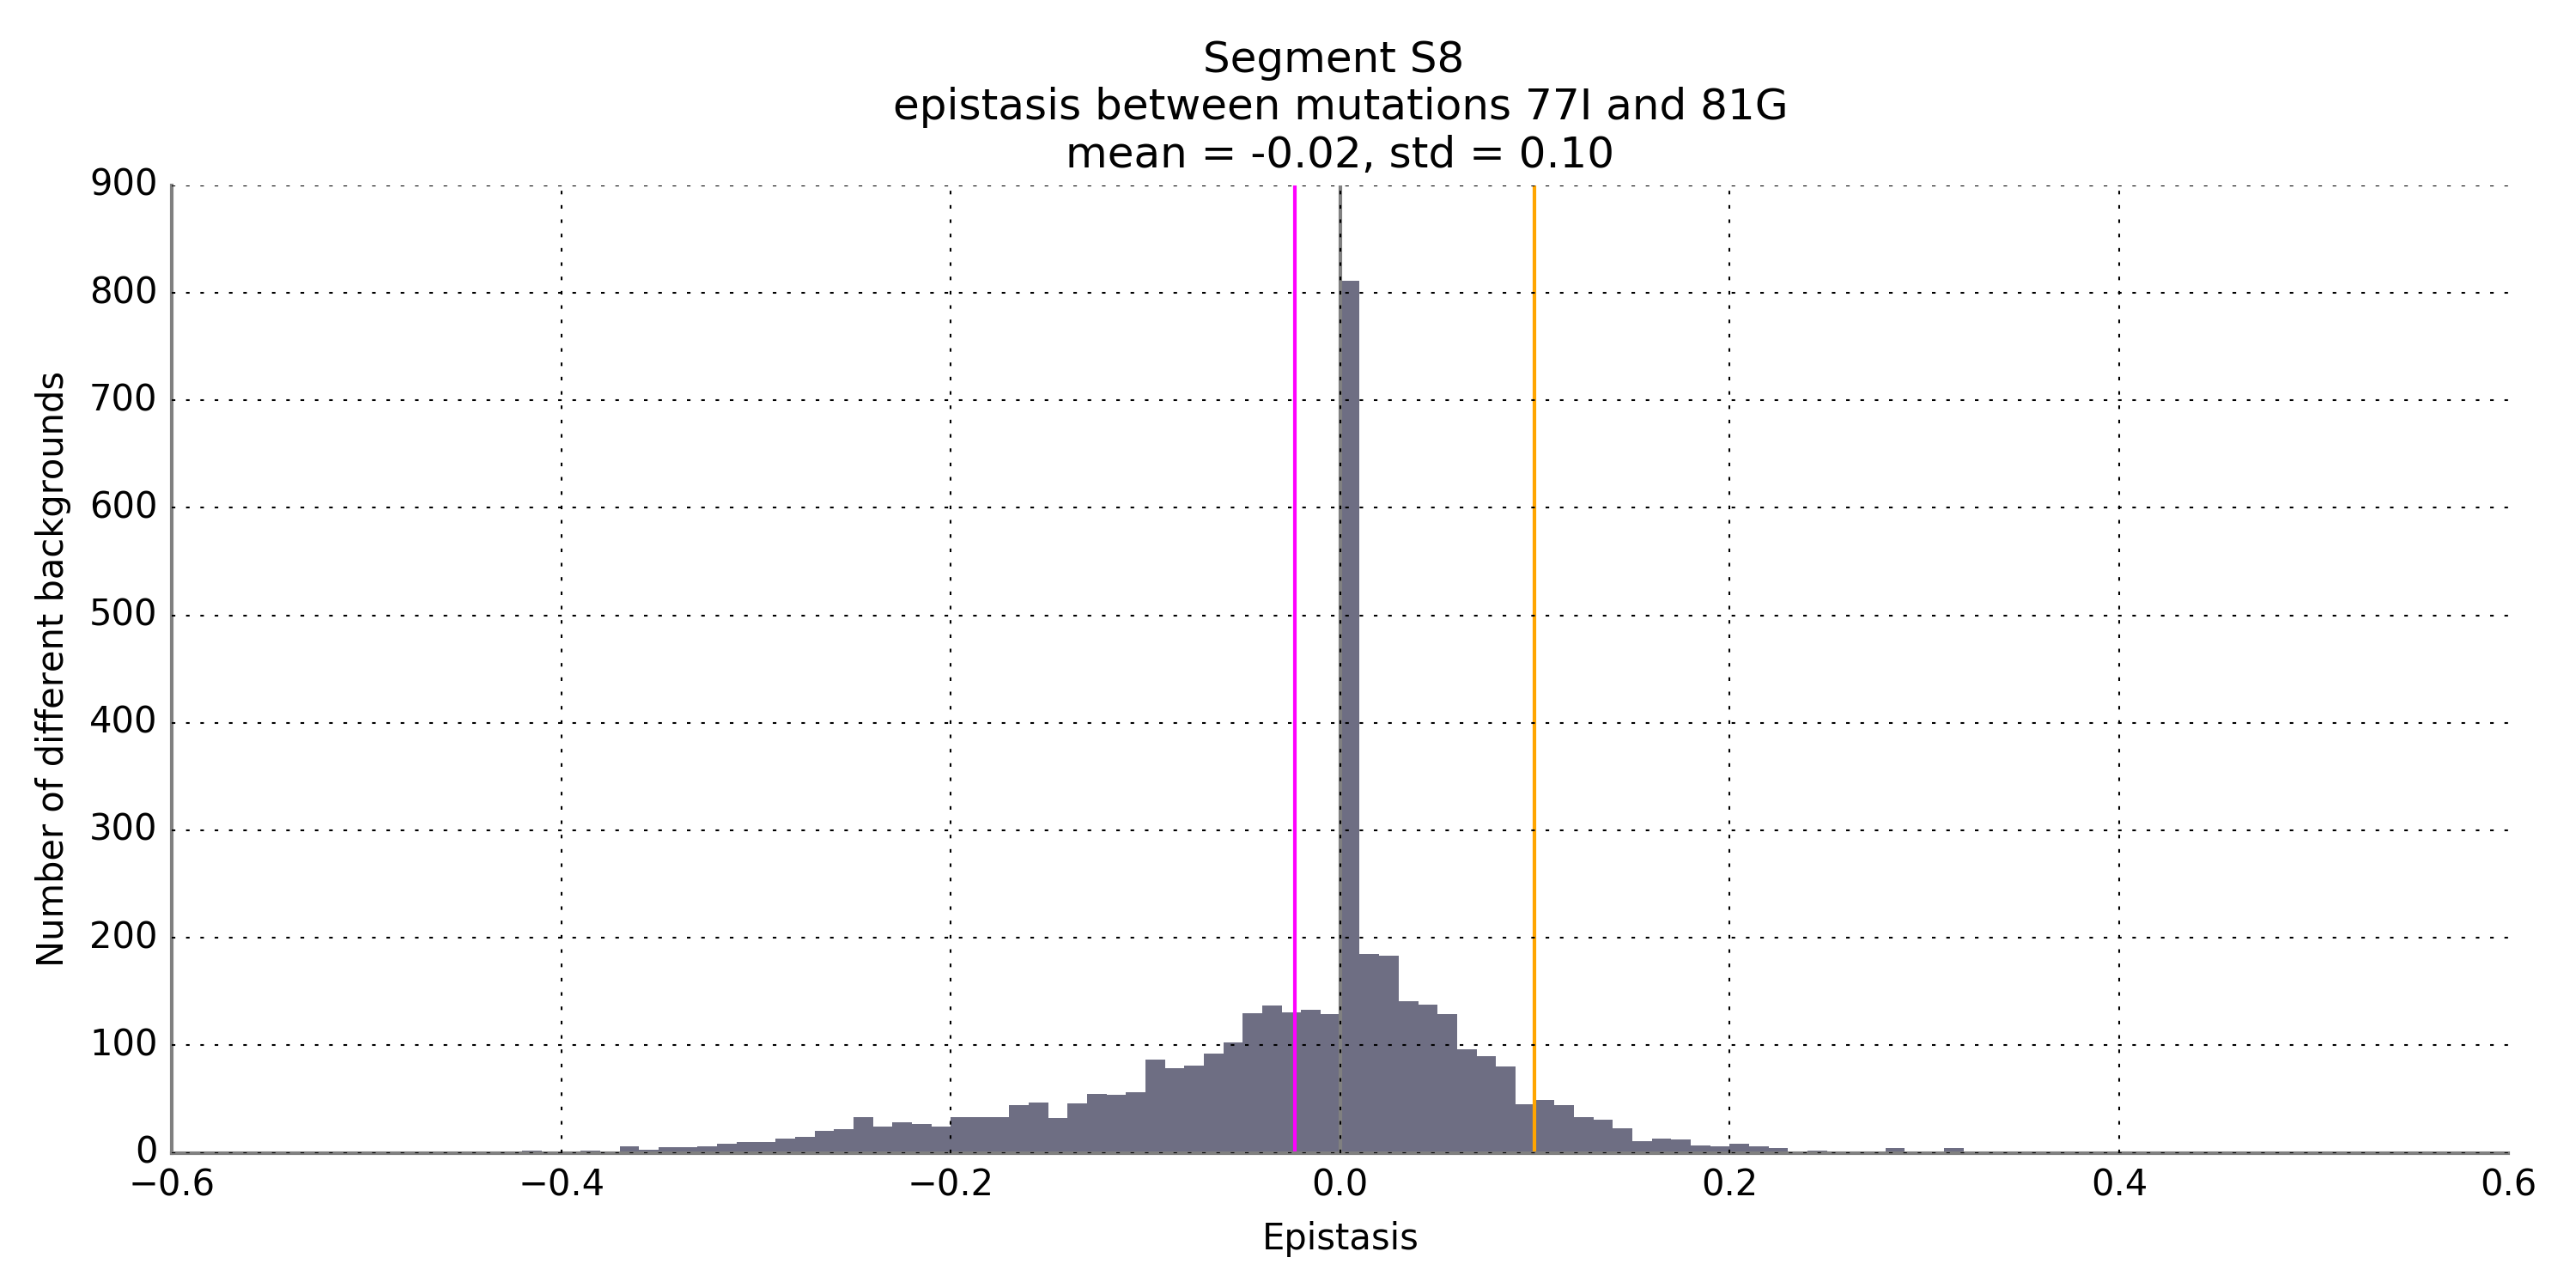 Segment S8
epistasis between mutations 77I and 81G
mean = -0.02, std = 0.10
900
800
700
600
500
400
300
200
100
0
Number of different backgrounds
−0.6 −0.4 −0.2 0.0 0.2 0.4 0.6
Epistasis